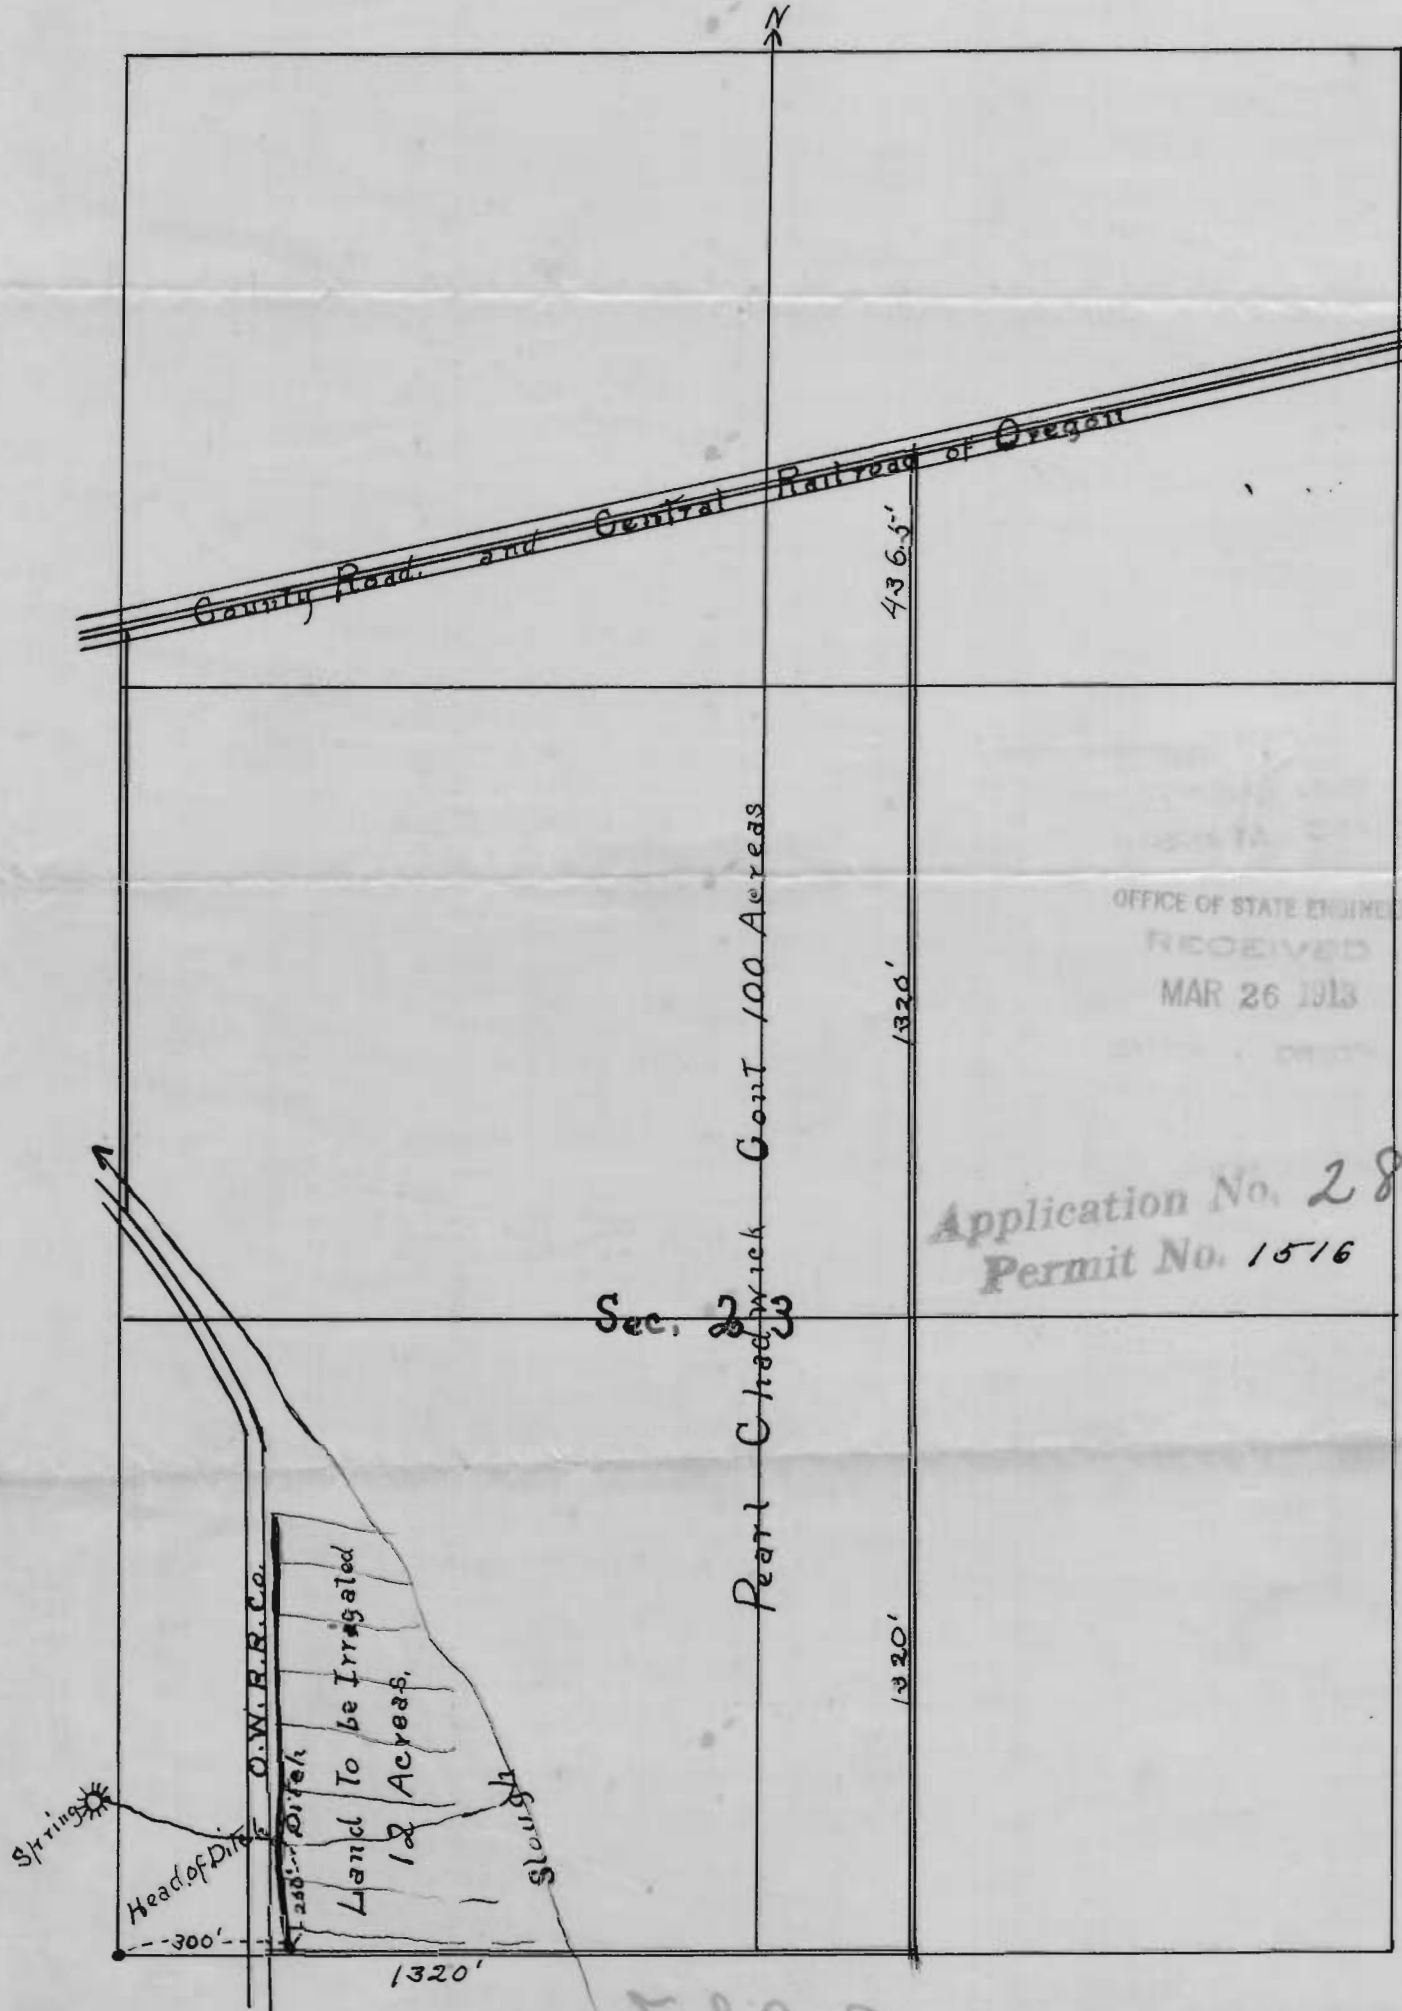 N
County Road. and Central Railroad of Oregon
436.5'
Pearl Chadwick Cont 100 Acreas
1320'
OFFICE OF STATE ENGINEE
RECEIVED
MAR 26 1913
Application No. 28
Permit No. 1516
Sec. 23
O.W.R.R.Co.
Land To be Irrigated
12 Acreas.
1320'
Spring
Head of Ditch
Ditch
Slough
300'
1320'